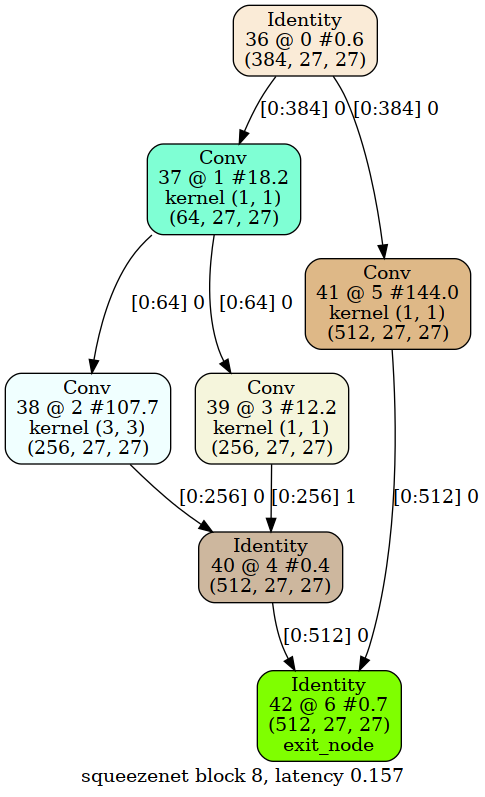 Identity
36 @ 0 #0.6
(384, 27, 27)
[0:384] 0
[0:384] 0
Conv
37 @ 1 #18.2
kernel (1, 1)
(64, 27, 27)
Conv
41 @ 5 #144.0
kernel (1, 1)
(512, 27, 27)
[0:64] 0
[0:64] 0
Conv
38 @ 2 #107.7
kernel (3, 3)
(256, 27, 27)
Conv
39 @ 3 #12.2
kernel (1, 1)
(256, 27, 27)
[0:256] 0
[0:256] 1
[0:512] 0
Identity
40 @ 4 #0.4
(512, 27, 27)
[0:512] 0
Identity
42 @ 6 #0.7
(512, 27, 27)
exit_node
squeezenet block 8, latency 0.157